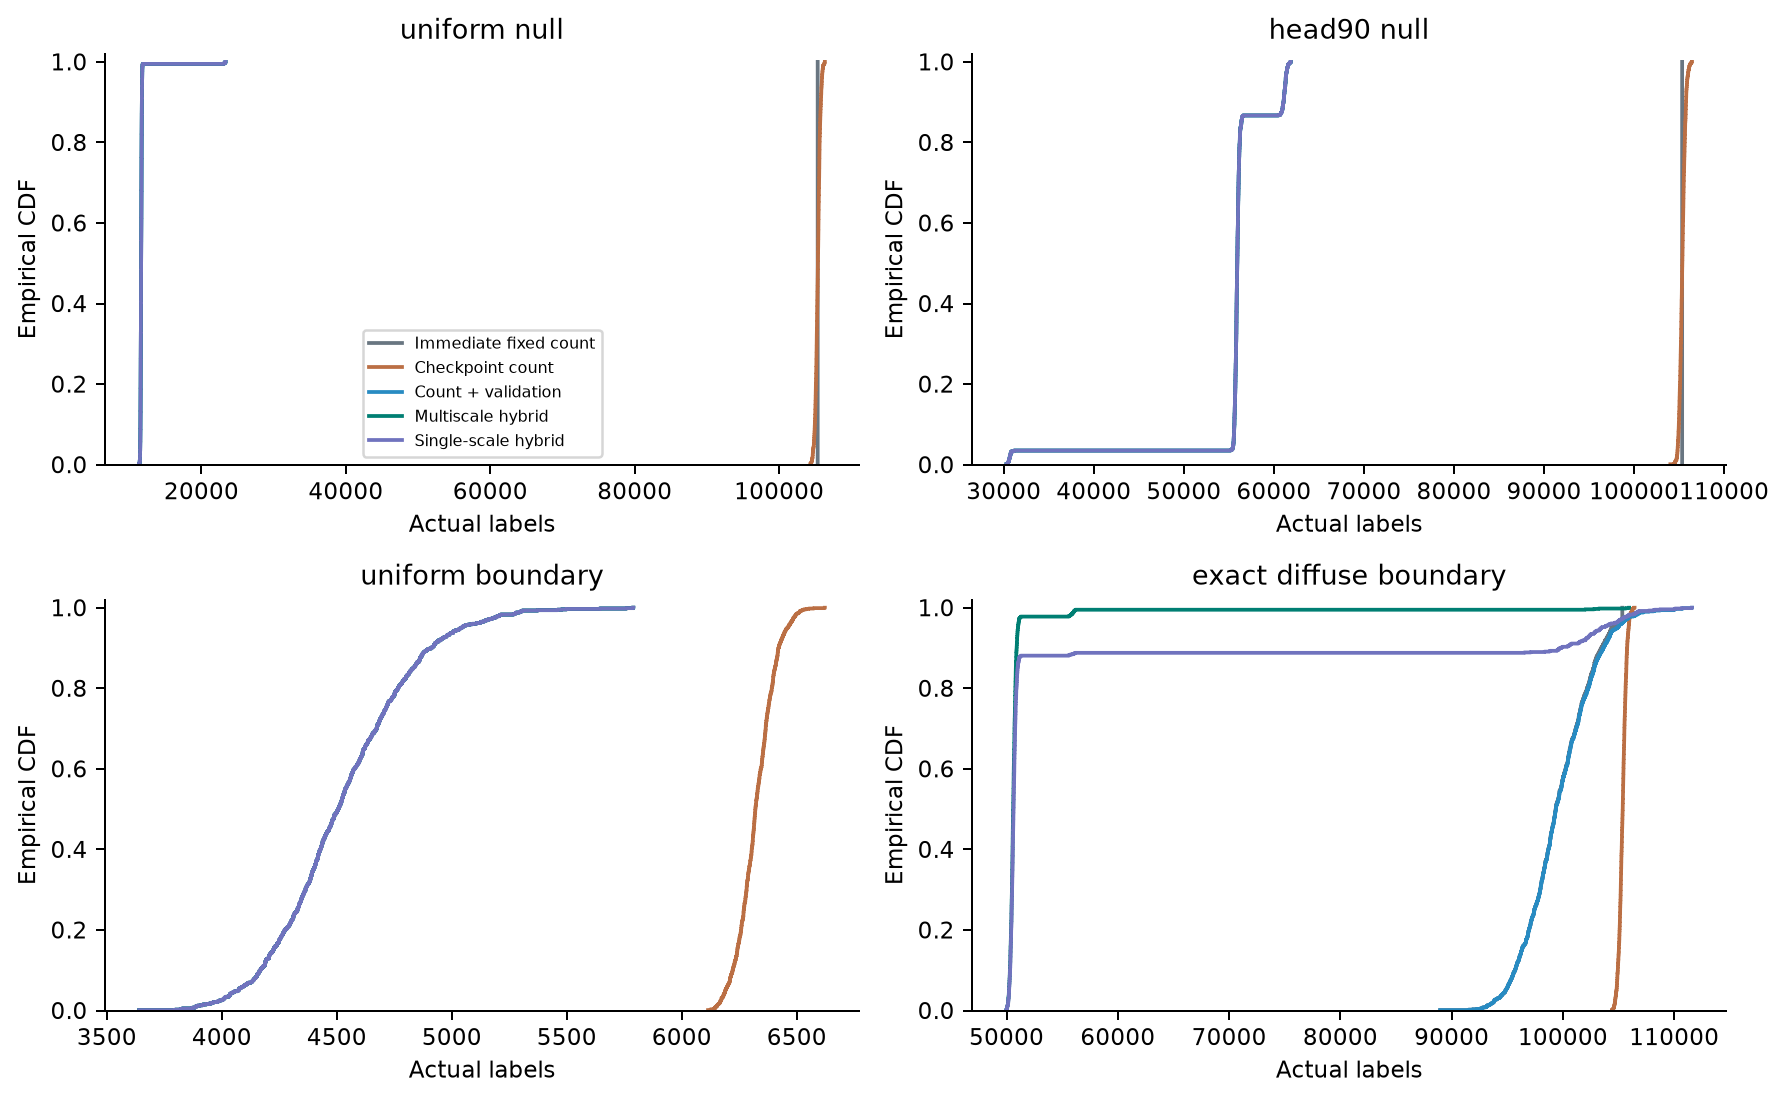 uniform null
Empirical CDF
1.0
0.8
0.6
0.4
0.2
0.0
Immediate fixed count
Checkpoint count
Count + validation
Multiscale hybrid
Single-scale hybrid
20000 40000 60000 80000 100000
Actual labels
head90 null
Empirical CDF
1.0
0.8
0.6
0.4
0.2
0.0
30000 40000 50000 60000 70000 80000 90000 100000 110000
Actual labels
uniform boundary
Empirical CDF
1.0
0.8
0.6
0.4
0.2
0.0
3500 4000 4500 5000 5500 6000 6500
Actual labels
exact diffuse boundary
Empirical CDF
1.0
0.8
0.6
0.4
0.2
0.0
50000 60000 70000 80000 90000 100000 110000
Actual labels